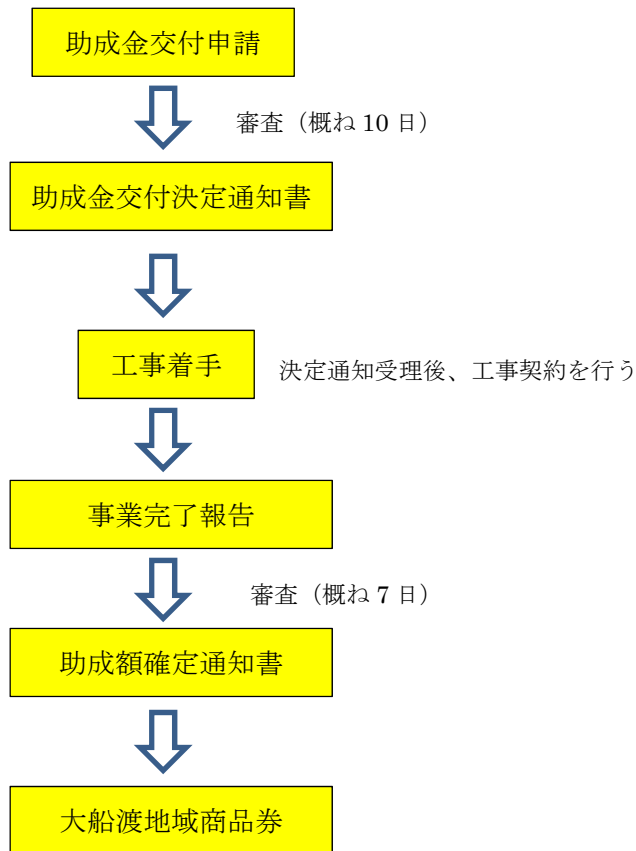 助成金交付申請
審査（概ね 10 日）
助成金交付決定通知書
工事着手
決定通知受理後、工事契約を行う
事業完了報告
審査（概ね 7 日）
助成額確定通知書
大船渡地域商品券